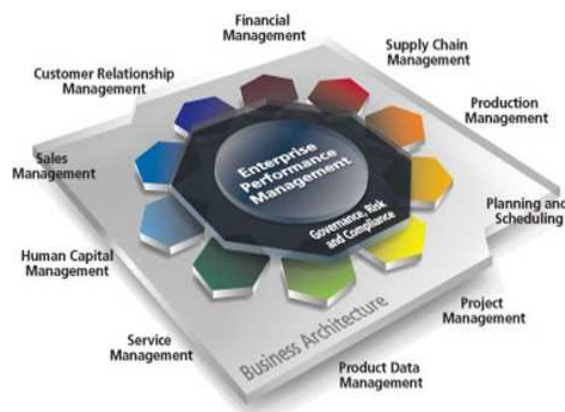 Financial
Management
Supply Chain
Management
Customer Relationship
Management
Production
Management
Sales
Management
Enterprise
Performance
Management
Governance, Risk
and Compliance
Planning and
Scheduling
Human Capital
Management
Project
Management
Service
Management
Business Architecture
Product Data
Management